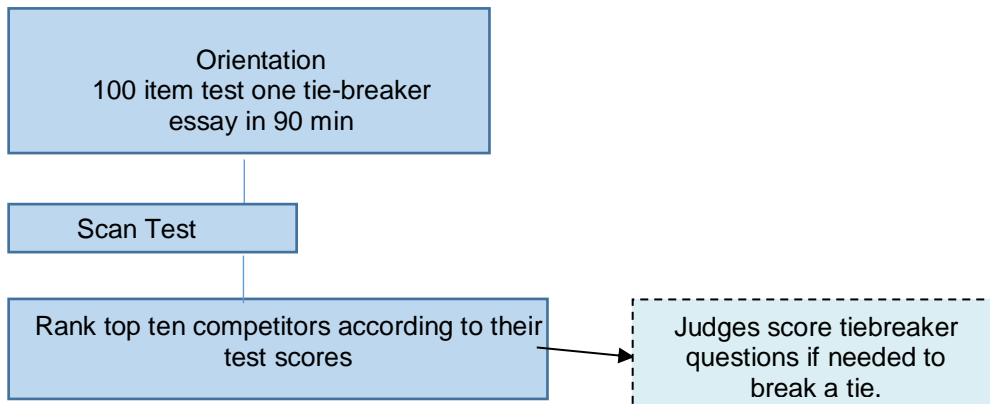 Orientation
100 item test one tie-breaker
essay in 90 min
Scan Test
Rank top ten competitors according to their
test scores
Judges score tiebreaker
questions if needed to
break a tie.